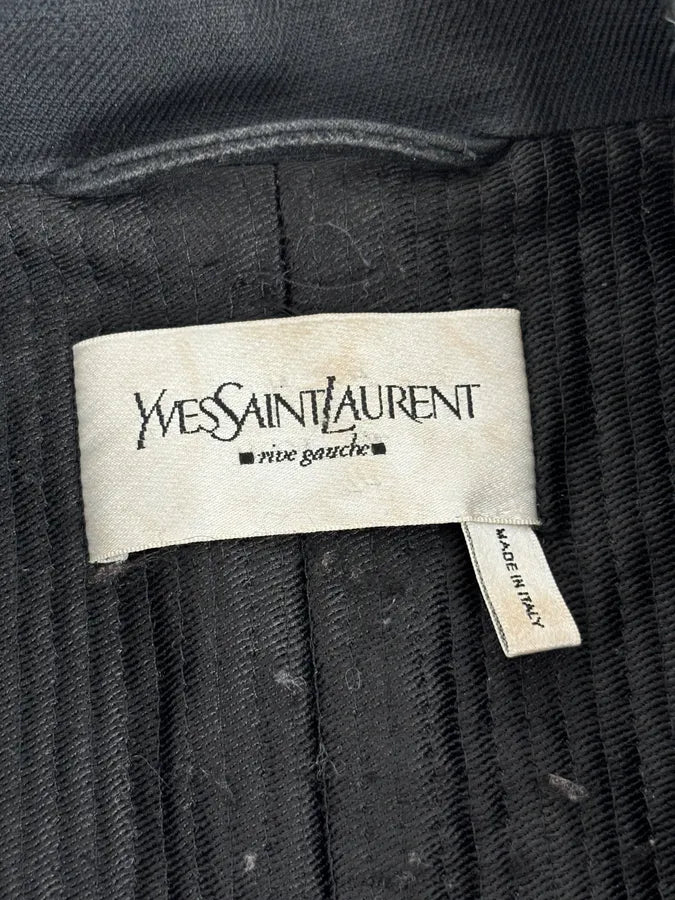 YVESSAINTLAURENT
rive gauche
MADE IN ITALY